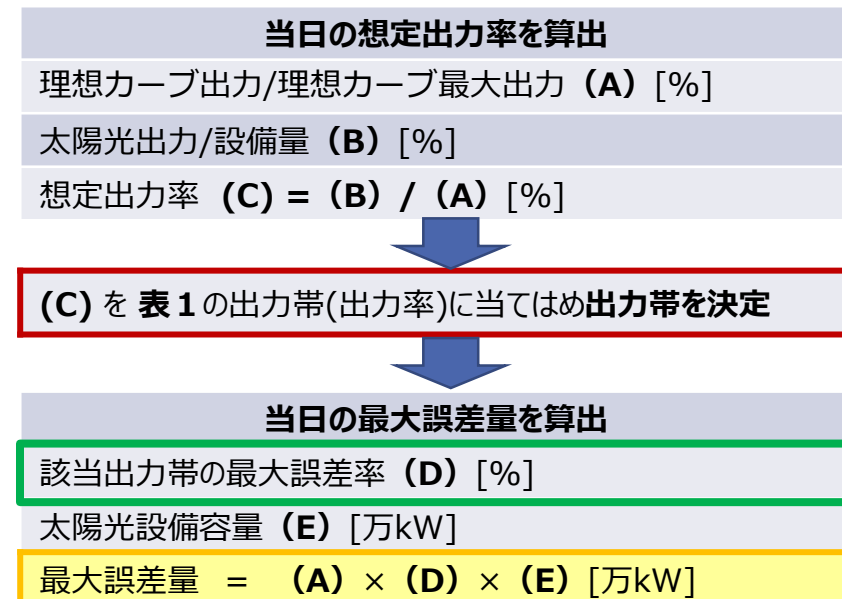 当日の想定出力率を算出
理想カーブ出力/理想カーブ最大出力（A）[%]
太陽光出力/設備量（B）[%]
想定出力率 (C) =（B）/（A）[%]
(C) を 表１の出力帯(出力率)に当てはめ出力帯を決定
当日の最大誤差量を算出
該当出力帯の最大誤差率（D）[%]
太陽光設備容量（E）[万kW]
最大誤差量 = （A）×（D）×（E）[万kW]